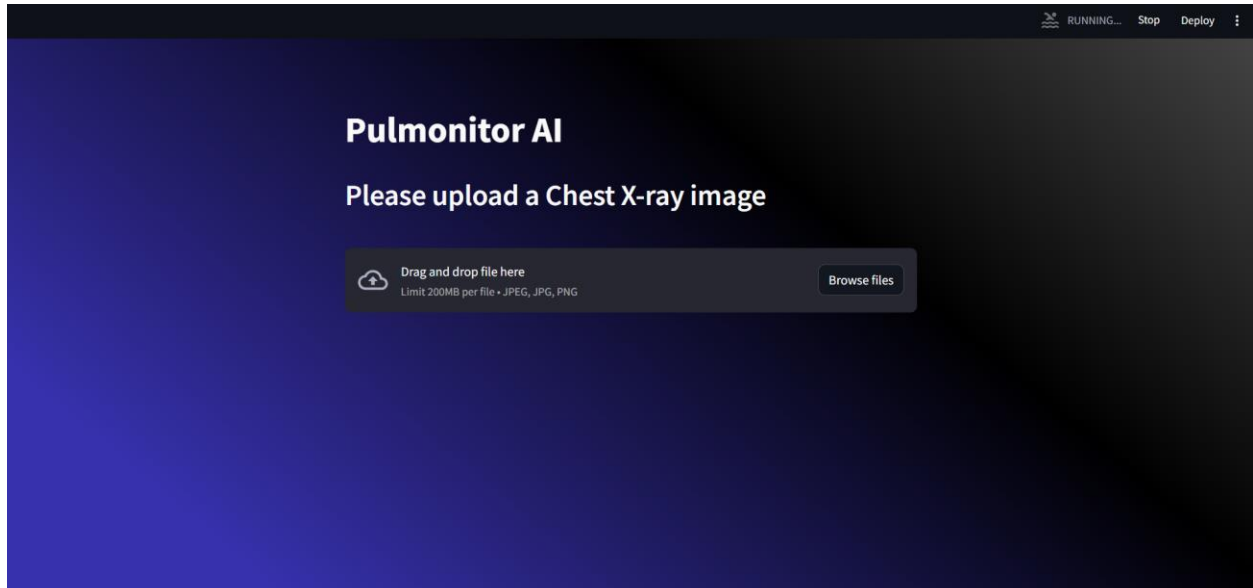 RUNNING... Stop Deploy
Pulmonitor AI
Please upload a Chest X-ray image
Drag and drop file here
Limit 200MB per file • JPEG, JPG, PNG
Browse files